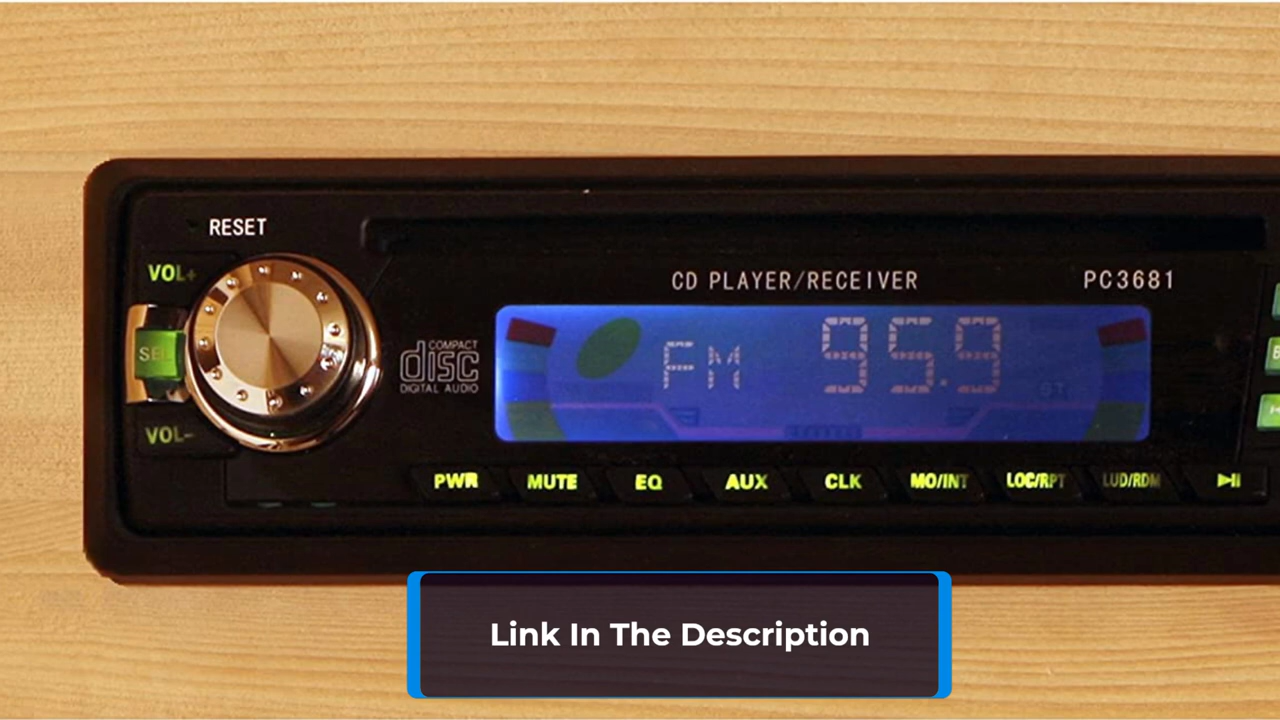 RESET
VOL+
CD PLAYER/RECEIVER
PC3681
SEL
COMPACT
disc
DIGITAL AUDIO
FM 95.9
ST
VOL-
PWR
MUTE
EQ
AUX
CLK
MO/INT
LOC/RPT
LUD/RDM
Link In The Description